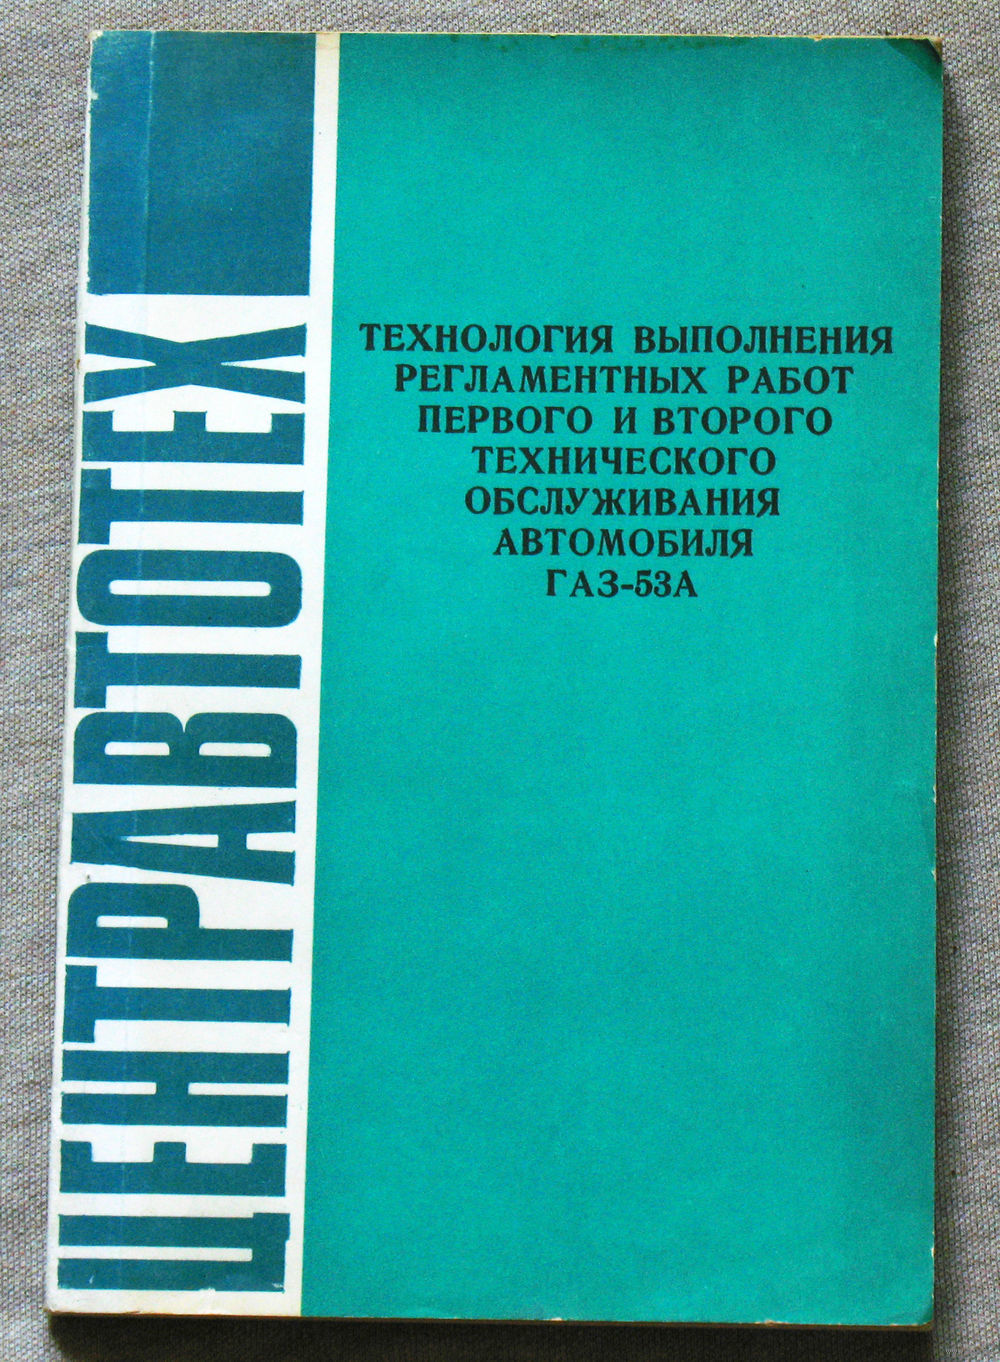 ЦЕНТРАВТОТЕХ
ТЕХНОЛОГИЯ ВЫПОЛНЕНИЯ
РЕГЛАМЕНТНЫХ РАБОТ
ПЕРВОГО И ВТОРОГО
ТЕХНИЧЕСКОГО
ОБСЛУЖИВАНИЯ
АВТОМОБИЛЯ
ГАЗ-53А